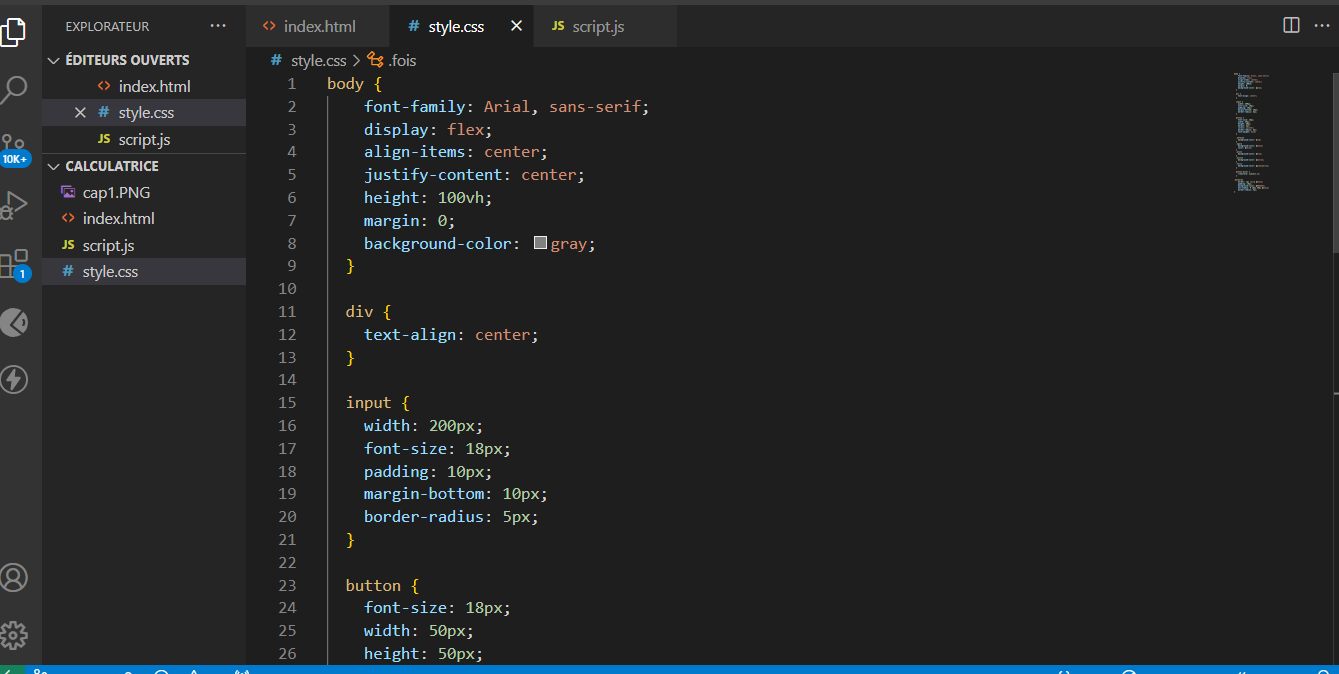 EXPLORATEUR
ÉDITEURS OUVERTS
index.html
style.css
JS script.js
CALCULATRICE
cap1.PNG
index.html
JS script.js
# style.css
10K+
1
index.html
# style.css
JS script.js
# style.css > .fois
1 body {
2 font-family: Arial, sans-serif;
3 display: flex;
4 align-items: center;
5 justify-content: center;
6 height: 100vh;
7 margin: 0;
8 background-color: gray;
9 }
10
11 div {
12 text-align: center;
13 }
14
15 input {
16 width: 200px;
17 font-size: 18px;
18 padding: 10px;
19 margin-bottom: 10px;
20 border-radius: 5px;
21 }
22
23 button {
24 font-size: 18px;
25 width: 50px;
26 height: 50px;